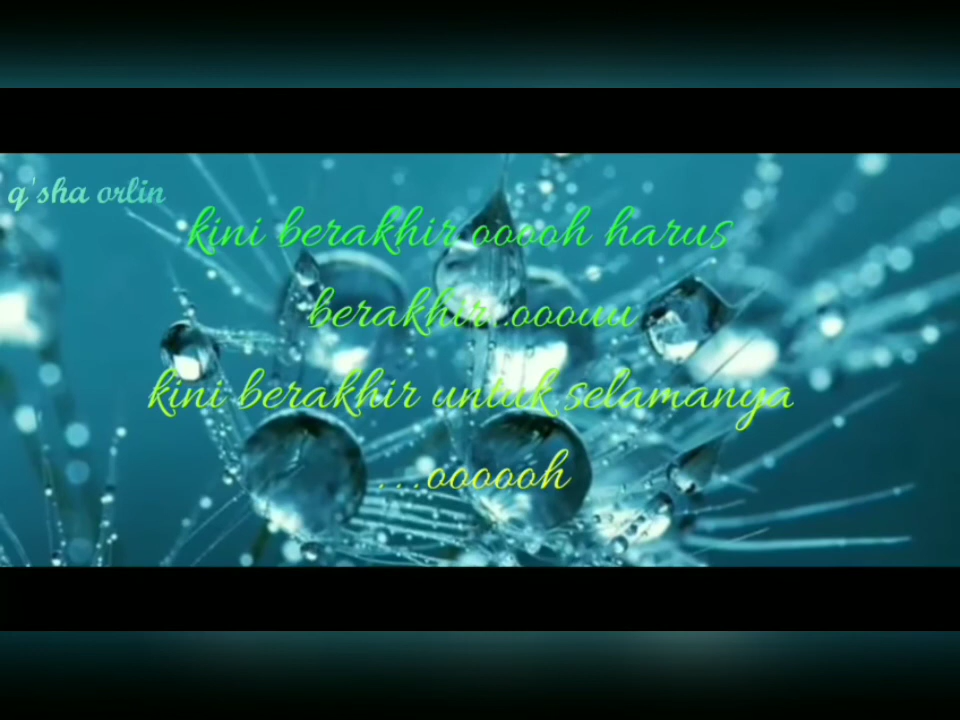 q'sha orlin
kini berakhir ooooh harus
berakhir..ooouu
kini berakhir untuk selamanya
...oooooh